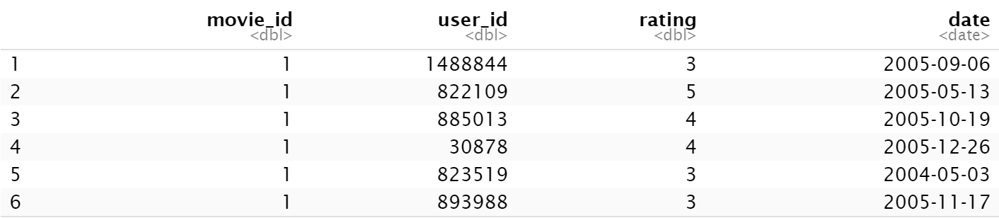 movie_id user_id rating date
<dbl> <dbl> <dbl> <date>
1 1 1488844 3 2005-09-06
2 1 822109 5 2005-05-13
3 1 885013 4 2005-10-19
4 1 30878 4 2005-12-26
5 1 823519 3 2004-05-03
6 1 893988 3 2005-11-17